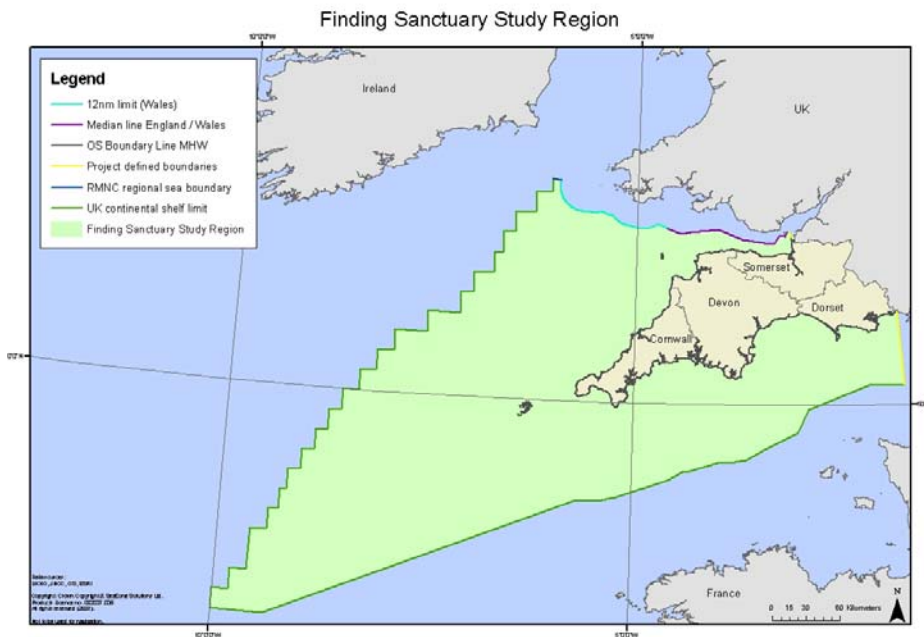 Finding Sanctuary Study Region
Legend
12nm limit (Wales)
Median line England / Wales
OS Boundary Line MHW
Project defined boundaries
RMNC regional sea boundary
UK continental shelf limit
Finding Sanctuary Study Region
Ireland
UK
Somerset
Devon
Dorset
Cornwall
France
N
0 15 30 60 Kilometers